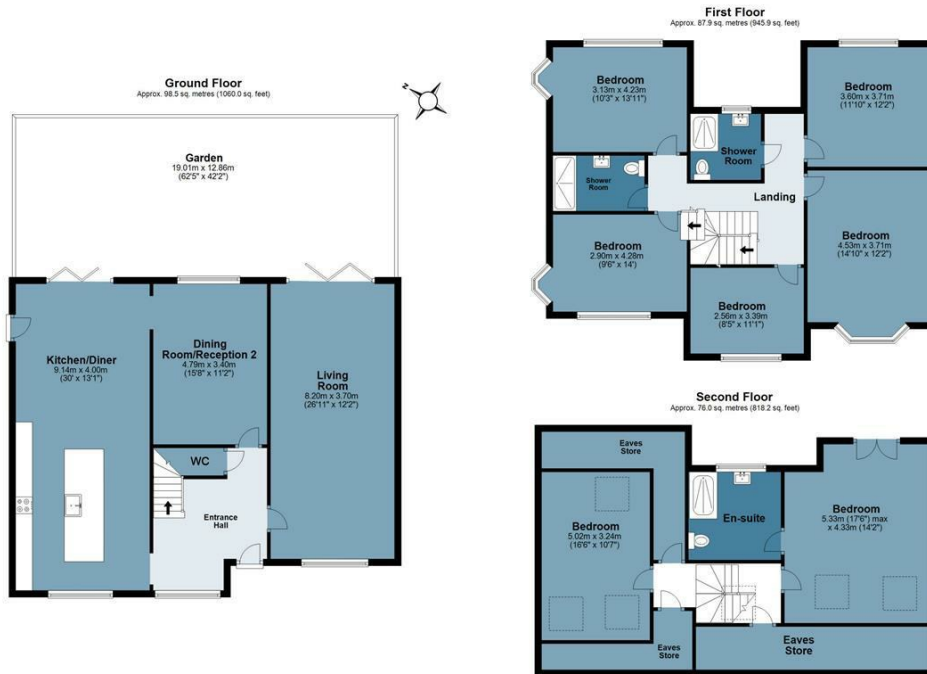 Ground Floor
Approx. 98.5 sq. metres (1060.0 sq. feet)
N
Garden
19.01m x 12.86m
(62'5" x 42'2")
Kitchen/Diner
9.14m x 4.00m
(30' x 13'1")
Dining
Room/Reception 2
4.79m x 3.40m
(15'8" x 11'2")
Living
Room
8.20m x 3.70m
(26'11" x 12'2")
WC
Entrance
Hall
First Floor
Approx. 87.9 sq. metres (945.9 sq. feet)
Bedroom
3.13m x 4.23m
(10'3" x 13'11")
Bedroom
3.60m x 3.71m
(11'10" x 12'2")
Shower
Room
Shower
Room
Landing
Bedroom
2.90m x 4.28m
(9'6" x 14')
Bedroom
4.53m x 3.71m
(14'10" x 12'2")
Bedroom
2.56m x 3.39m
(8'5" x 11'1")
Second Floor
Approx. 76.0 sq. metres (818.2 sq. feet)
Eaves
Store
Bedroom
5.02m x 3.24m
(16'6" x 10'7")
En-suite
Bedroom
5.33m (17'6") max
x 4.33m (14'2")
Eaves
Store
Eaves
Store